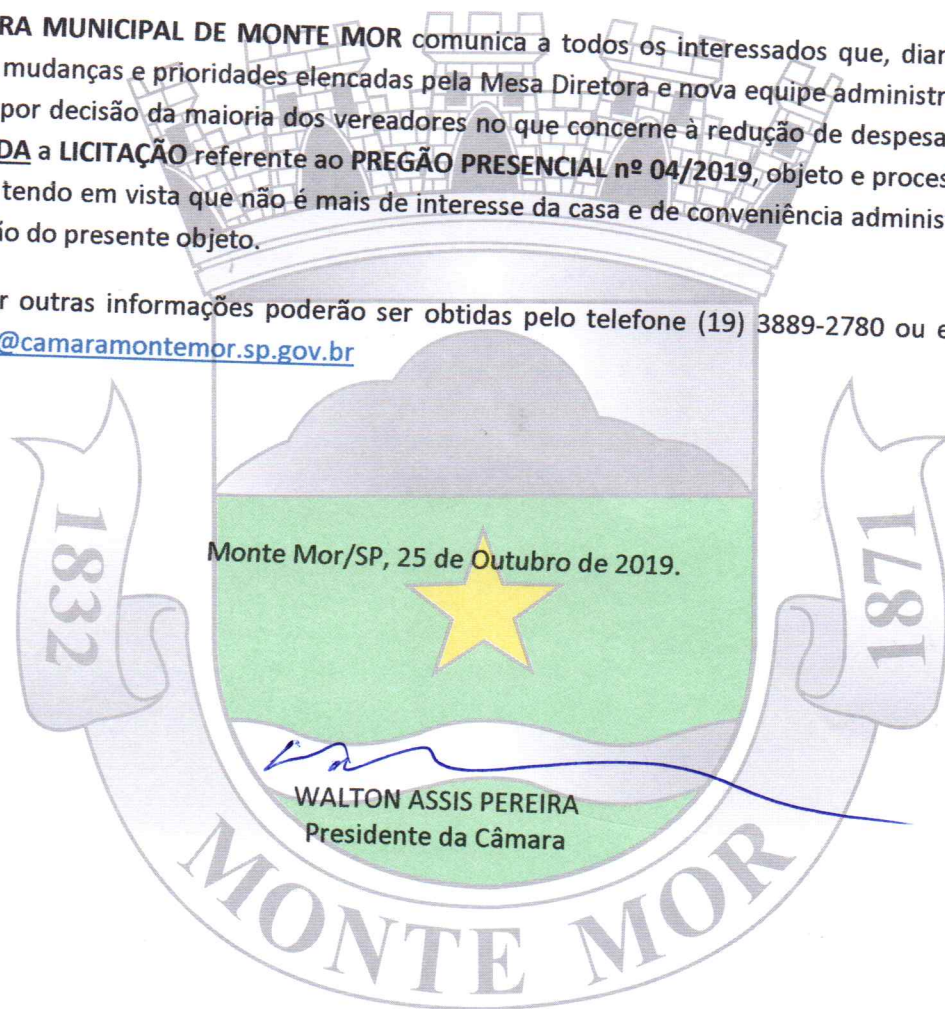 RA MUNICIPAL DE MONTE MOR comunica a todos os interessados que, diar
mudanças e prioridades elencadas pela Mesa Diretora e nova equipe administr
por decisão da maioria dos vereadores no que concerne à redução de despesa
DA a LICITAÇÃO referente ao PREGÃO PRESENCIAL nº 04/2019, objeto e proces
tendo em vista que não é mais de interesse da casa e de conveniência adminis
ão do presente objeto.
r outras informações poderão ser obtidas pelo telefone (19) 3889-2780 ou e
@camaramontemor.sp.gov.br
1832
1871
Monte Mor/SP, 25 de Outubro de 2019.
WALTON ASSIS PEREIRA
Presidente da Câmara
MONTE MOR